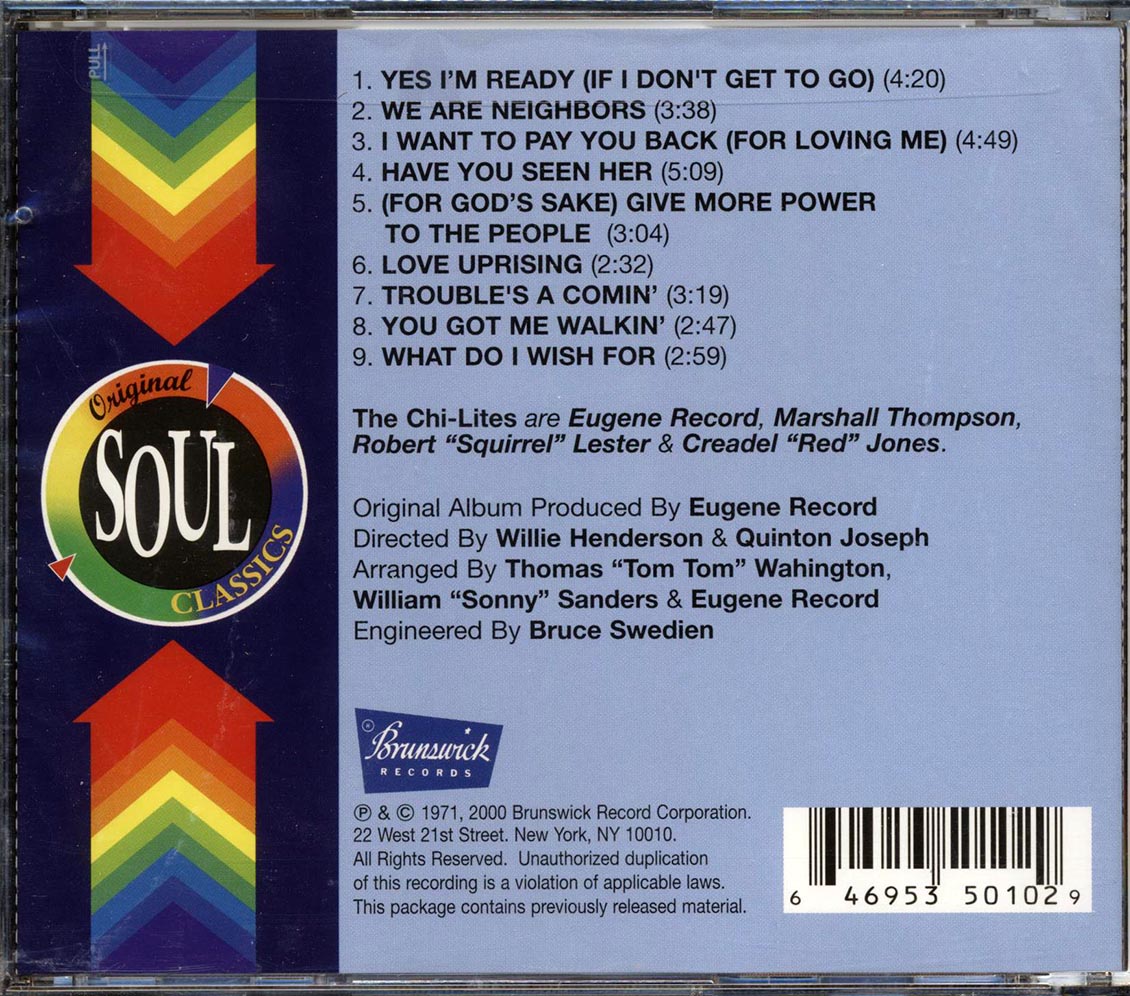 PULL
1. YES I'M READY (IF I DON'T GET TO GO) (4:20)
2. WE ARE NEIGHBORS (3:38)
3. I WANT TO PAY YOU BACK (FOR LOVING ME) (4:49)
4. HAVE YOU SEEN HER (5:09)
5. (FOR GOD'S SAKE) GIVE MORE POWER
TO THE PEOPLE (3:04)
6. LOVE UPRISING (2:32)
7. TROUBLE'S A COMIN' (3:19)
8. YOU GOT ME WALKIN' (2:47)
9. WHAT DO I WISH FOR (2:59)
Original
SOUL
CLASSICS
The Chi-Lites are Eugene Record, Marshall Thompson,
Robert “Squirrel” Lester & Creadel “Red” Jones.
Original Album Produced By Eugene Record
Directed By Willie Henderson & Quinton Joseph
Arranged By Thomas “Tom Tom” Wahington,
William “Sonny” Sanders & Eugene Record
Engineered By Bruce Swedien
® Brunswick
RECORDS
℗ & © 1971, 2000 Brunswick Record Corporation.
22 West 21st Street. New York, NY 10010.
All Rights Reserved. Unauthorized duplication
of this recording is a violation of applicable laws.
This package contains previously released material.
6 46953 50102 9